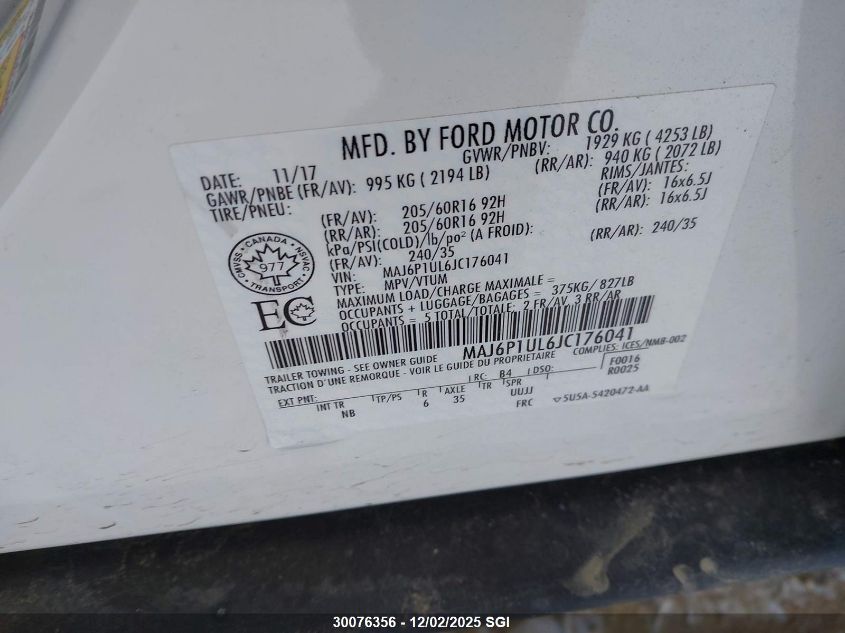 MFD. BY FORD MOTOR CO.
DATE: 11/17 GVWR/PNBV: 1929 KG ( 4253 LB)
GAWR/PNBE (FR/AV): 995 KG ( 2194 LB) (RR/AR): 940 KG ( 2072 LB)
TIRE/PNEU: RIMS/JANTES:
(FR/AV): 205/60R16 92H (FR/AV): 16x6.5J
(RR/AR): 205/60R16 92H (RR/AR): 16x6.5J
kPa/PSI(COLD)/lb/po² (A FROID):
(FR/AV): 240/35 (RR/AR): 240/35
VIN: MAJ6P1UL6JC176041
TYPE: MPV/VTUM
MAXIMUM LOAD/CHARGE MAXIMALE =
OCCUPANTS + LUGGAGE/BAGAGES = 375KG/ 827LB
OCCUPANTS = 5 TOTAL/TOTALE: 2 FR/AV, 3 RR/AR
CANADA
CMVSS 977 NSVAC
TRANSPORT
EC
MAJ6P1UL6JC176041
TRAILER TOWING - SEE OWNER GUIDE COMPLIES: ICES/NMB-002
TRACTION D'UNE REMORQUE - VOIR LE GUIDE DU PROPRIETAIRE
F0016
R0025
EXT PNT: RC: 84 DSO:
INT TR TP/PS R AXLE TR SPR
NB 6 35 UUJJ
FRC 5U5A-5420472-AA
30076356 - 12/02/2025 SGI